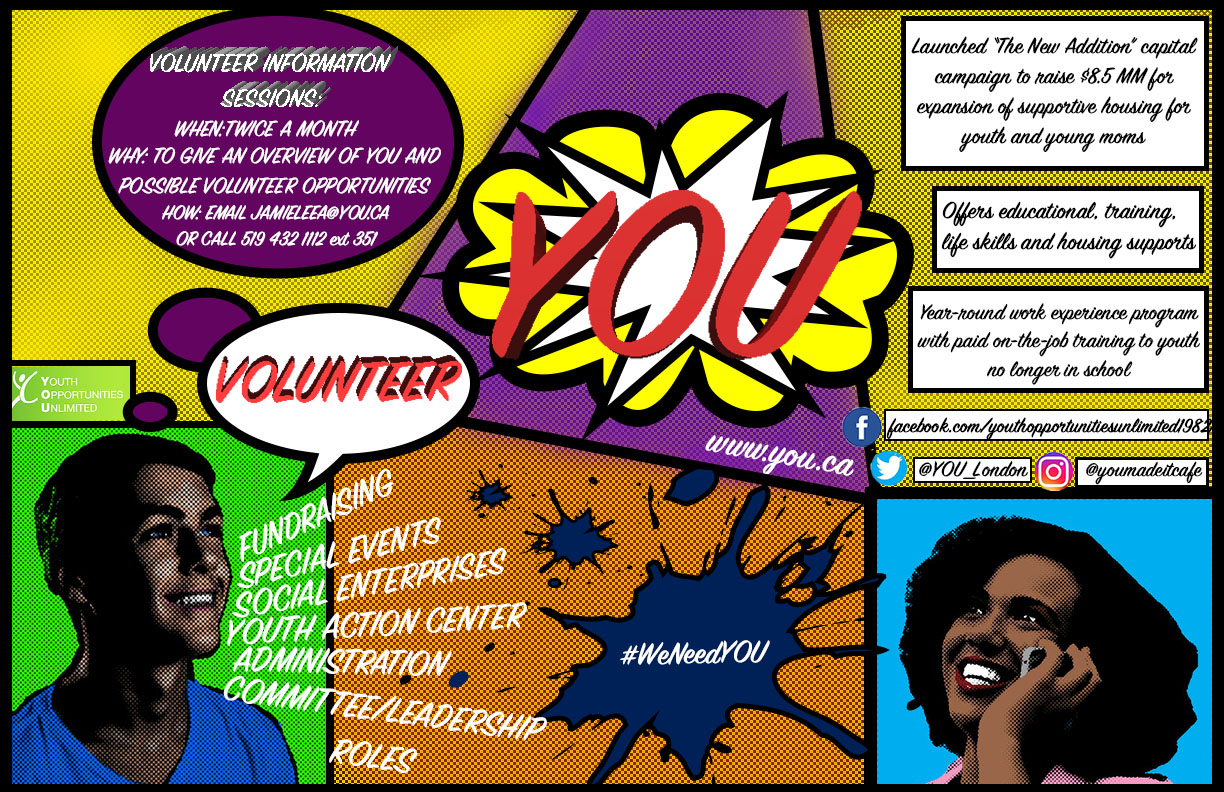 VOLUNTEER INFORMATION
SESSIONS:
WHEN:TWICE A MONTH
WHY: TO GIVE AN OVERVIEW OF YOU AND
POSSIBLE VOLUNTEER OPPORTUNITIES
HOW: EMAIL JAMIELEEA@YOU.CA
OR CALL 519 432 1112 ext 351
VOLUNTEER
YOUTH
OPPORTUNITIES
UNLIMITED
FUNDRAISING
SPECIAL EVENTS
SOCIAL ENTERPRISES
YOUTH ACTION CENTER
ADMINISTRATION
COMMITTEE/LEADERSHIP
ROLES
YOU
www.you.ca
#WeNeedYOU
Launched "The New Addition" capital
campaign to raise $8.5 MM for
expansion of supportive housing for
youth and young moms
Offers educational, training,
life skills and housing supports
Year-round work experience program
with paid on-the-job training to youth
no longer in school
facebook.com/youthopportunitiesunlimited1982
@YOU_London
@youmadeitcafe